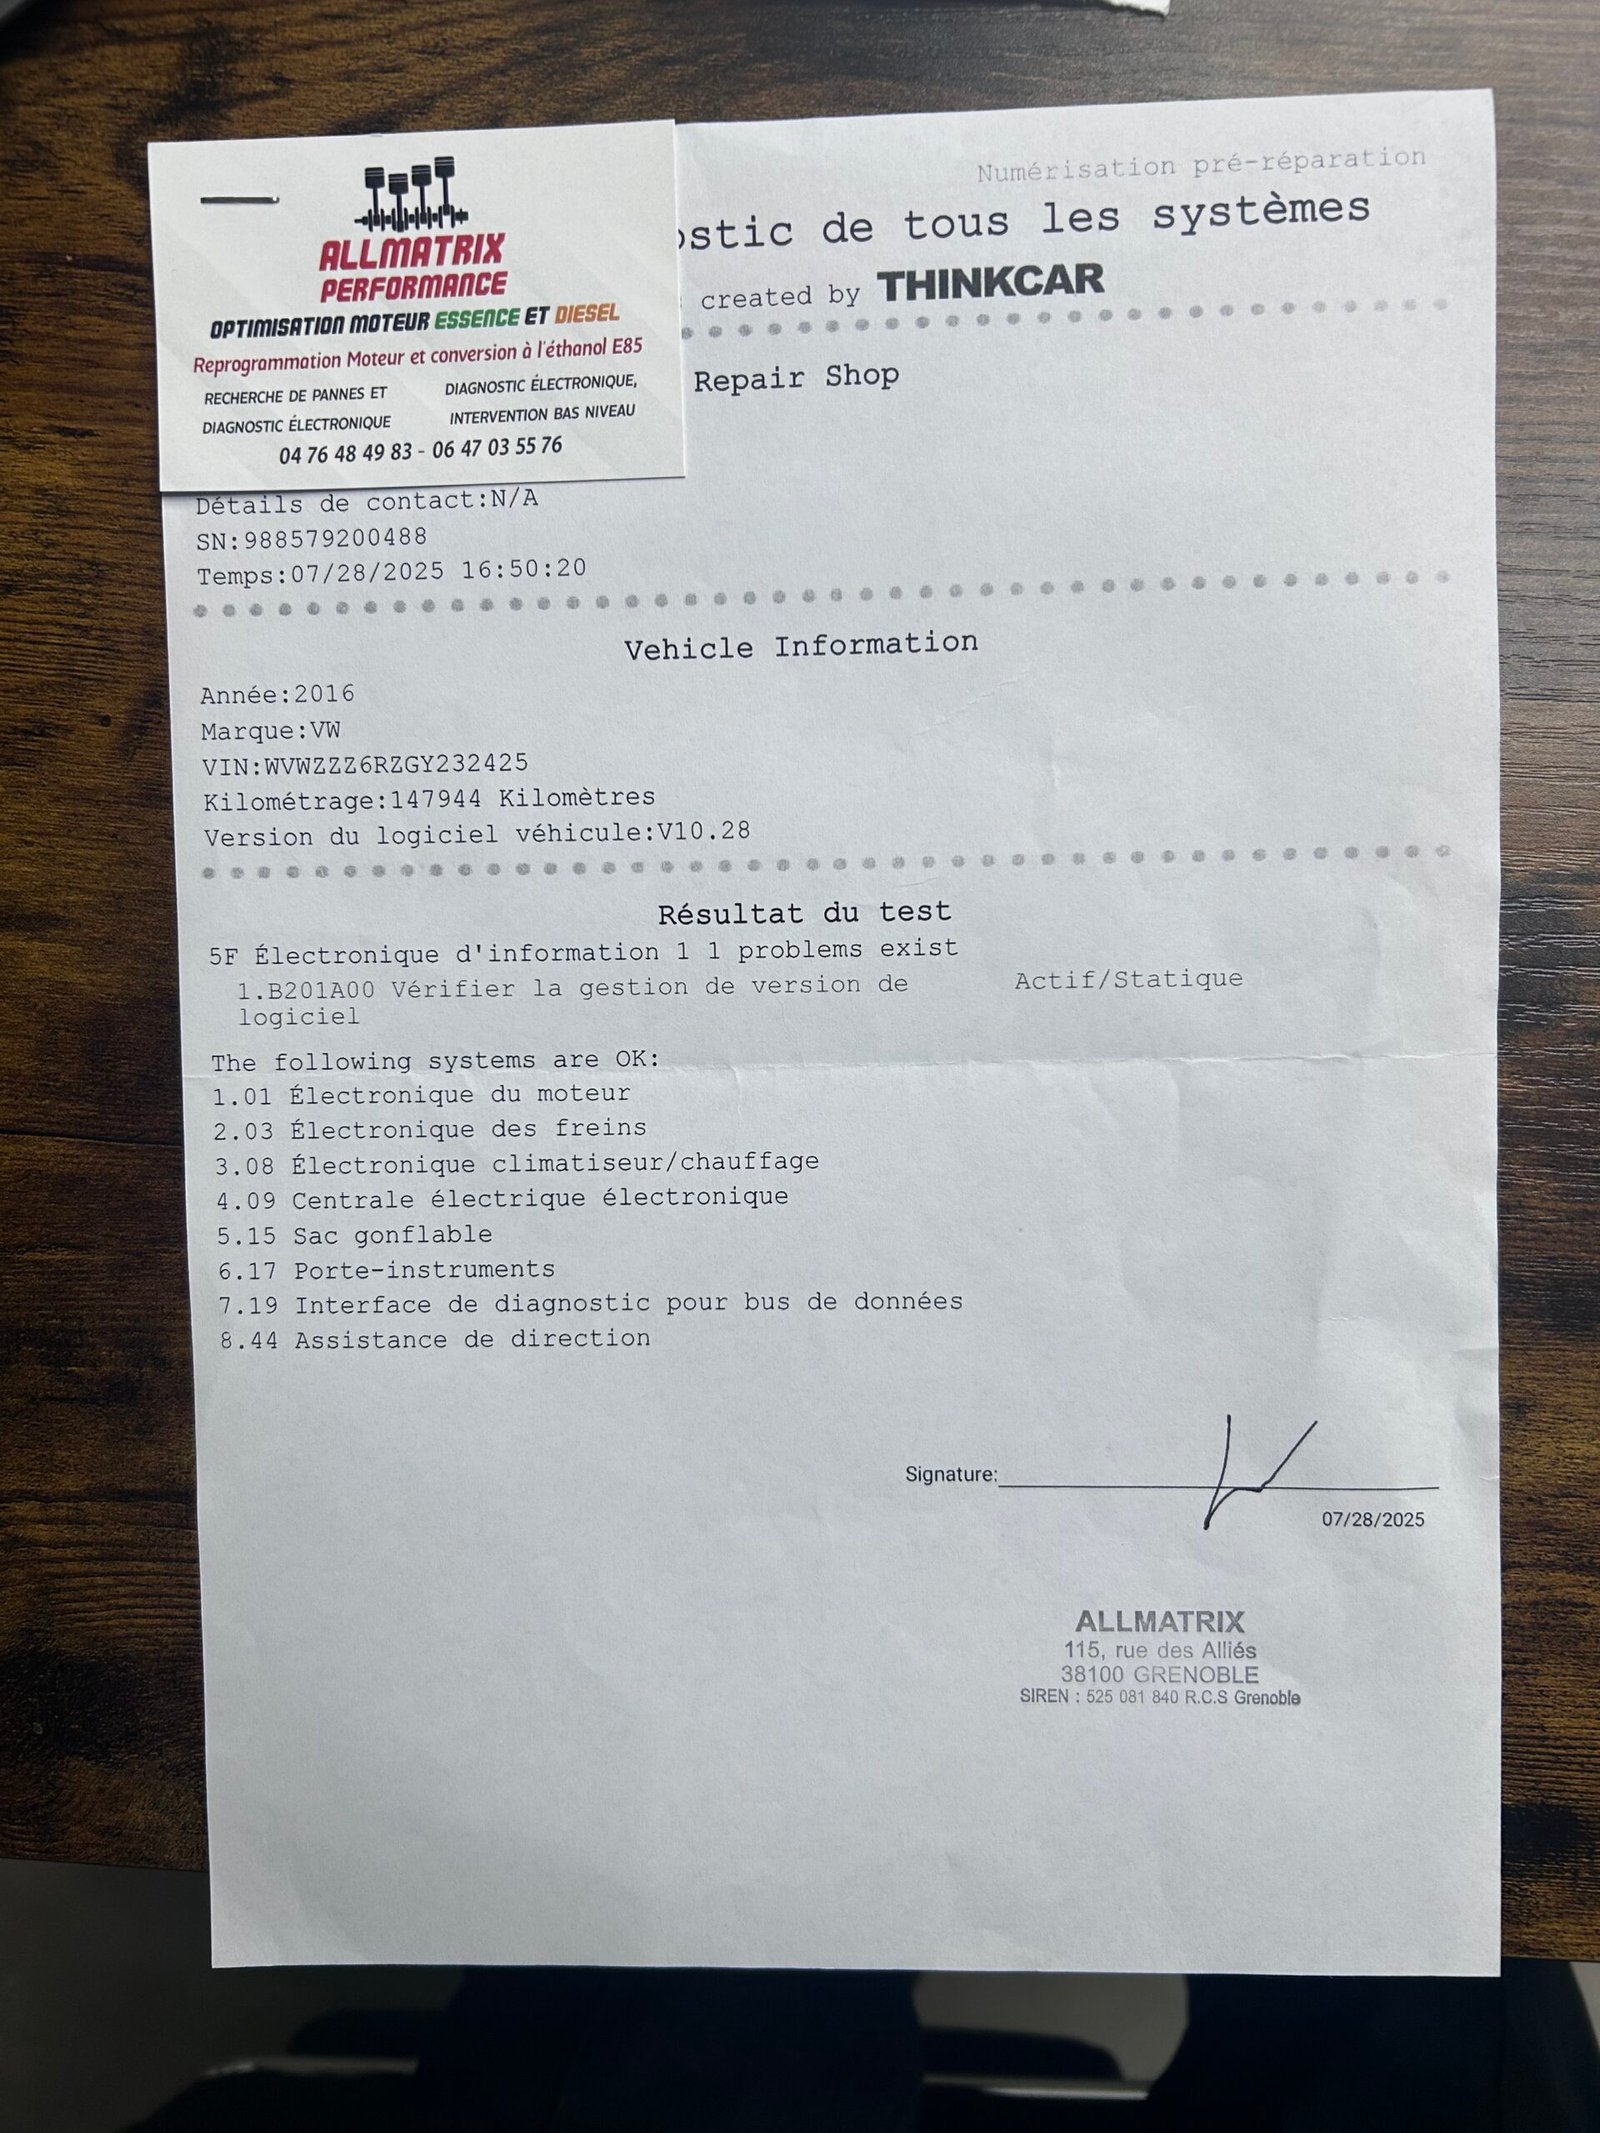 ALLMATRIX
PERFORMANCE
OPTIMISATION MOTEUR ESSENCE ET DIESEL
Reprogrammation Moteur et conversion à l'éthanol E85
RECHERCHE DE PANNES ET
DIAGNOSTIC ÉLECTRONIQUE
DIAGNOSTIC ÉLECTRONIQUE,
INTERVENTION BAS NIVEAU
04 76 48 49 83 - 06 47 03 55 76
Numérisation pré-réparation
ostic de tous les systèmes
created by THINKCAR
Repair Shop
Détails de contact:N/A
SN:988579200488
Temps:07/28/2025 16:50:20
Vehicle Information
Année:2016
Marque:VW
VIN:WVWZZZ6RZGY232425
Kilométrage:147944 Kilomètres
Version du logiciel véhicule:V10.28
Résultat du test
5F Électronique d'information 1 1 problems exist
1.B201A00 Vérifier la gestion de version de Actif/Statique
logiciel
The following systems are OK:
1.01 Électronique du moteur
2.03 Électronique des freins
3.08 Électronique climatiseur/chauffage
4.09 Centrale électrique électronique
5.15 Sac gonflable
6.17 Porte-instruments
7.19 Interface de diagnostic pour bus de données
8.44 Assistance de direction
Signature:
07/28/2025
ALLMATRIX
115, rue des Alliés
38100 GRENOBLE
SIREN : 525 081 840 R.C.S Grenoble